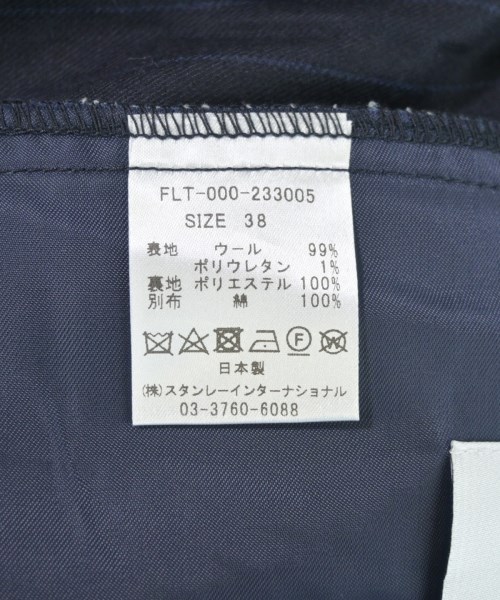 FLT-000-233005
SIZE 38
表地 ウール 99%
ポリウレタン 1%
裏地 ポリエステル 100%
別布 綿 100%
日本製
(株)スタンレーインターナショナル
03-3760-6088